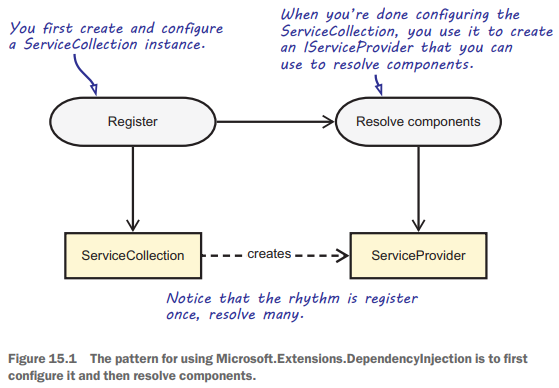 You first create and configure
a ServiceCollection instance.
When you're done configuring the
ServiceCollection, you use it to create
an IServiceProvider that you can
use to resolve components.
Register
Resolve components
ServiceCollection
creates
ServiceProvider
Notice that the rhythm is register
once, resolve many.
Figure 15.1 The pattern for using Microsoft.Extensions.DependencyInjection is to first
configure it and then resolve components.